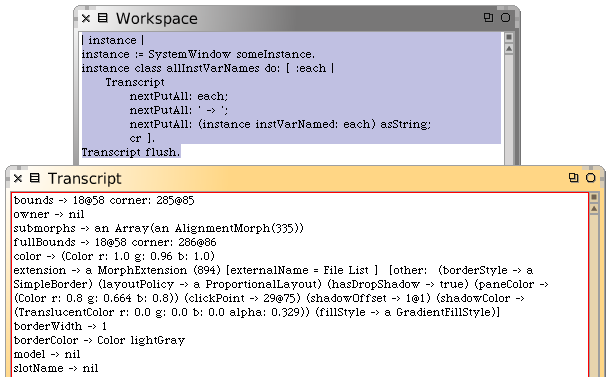 Workspace
| instance |
instance := SystemWindow someInstance.
instance class allInstVarNames do: [ :each |
Transcript
nextPutAll: each;
nextPutAll: ' -> ';
nextPutAll: (instance instVarNamed: each) asString;
cr ].
Transcript flush.
Transcript
bounds -> 18@58 corner: 285@85
owner -> nil
submorphs -> an Array(an AlignmentMorph(335))
fullBounds -> 18@58 corner: 286@86
color -> (Color r: 1.0 g: 0.96 b: 1.0)
extension -> a MorphExtension (894) [externalName = File List ]  [other:  (borderStyle -> a
SimpleBorder) (layoutPolicy -> a ProportionalLayout) (hasDropShadow -> true) (paneColor ->
(Color r: 0.8 g: 0.664 b: 0.8)) (clickPoint -> 29@75) (shadowOffset -> 1@1) (shadowColor ->
(TranslucentColor r: 0.0 g: 0.0 b: 0.0 alpha: 0.329)) (fillStyle -> a GradientFillStyle)]
borderWidth -> 1
borderColor -> Color lightGray
model -> nil
slotName -> nil